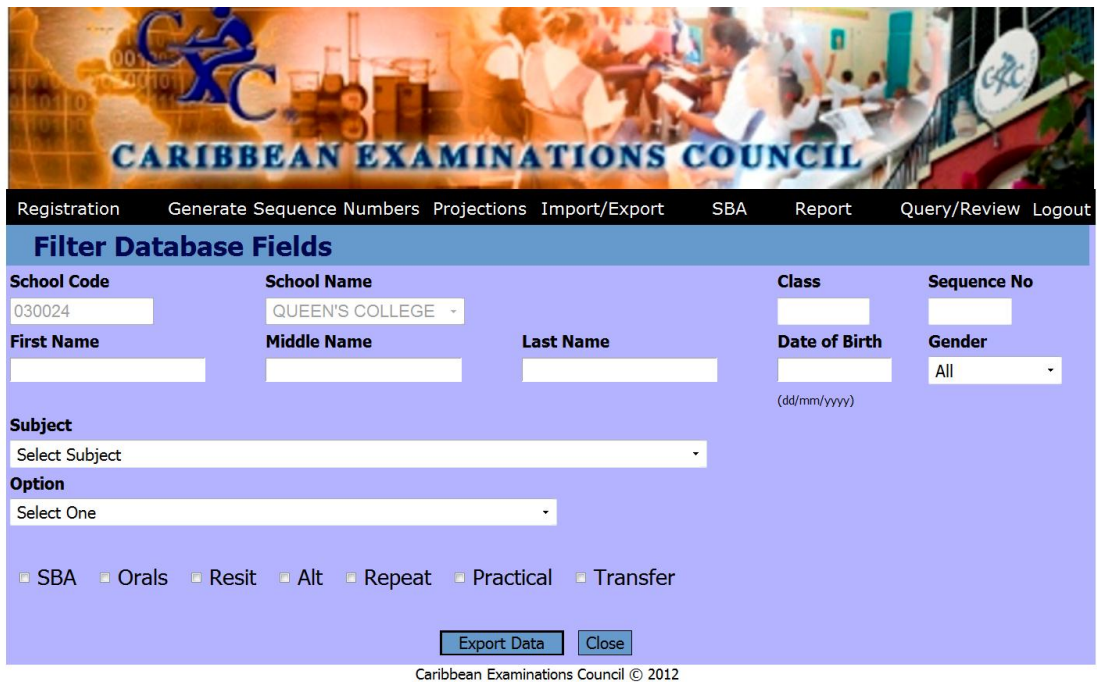 CXC
CARIBBEAN EXAMINATIONS COUNCIL
Registration Generate Sequence Numbers Projections Import/Export SBA Report Query/Review Logout
Filter Database Fields
School Code School Name Class Sequence No
030024 QUEEN'S COLLEGE
First Name Middle Name Last Name Date of Birth Gender
All
(dd/mm/yyyy)
Subject
Select Subject
Option
Select One
SBA Orals Resit Alt Repeat Practical Transfer
Export Data Close
Caribbean Examinations Council © 2012